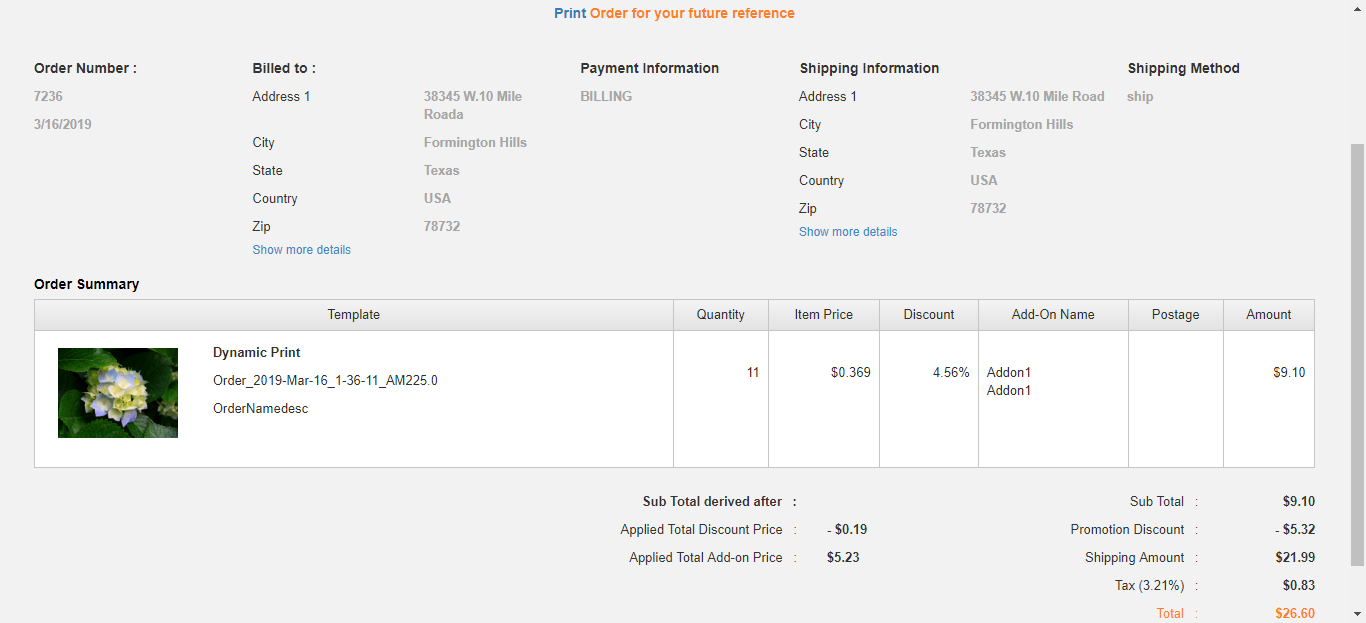 Print Order for your future reference
Order Number :
7236
3/16/2019
Billed to :
Address 1 38345 W.10 Mile Roada
City Formington Hills
State Texas
Country USA
Zip 78732
Show more details
Payment Information
BILLING
Shipping Information
Address 1 38345 W.10 Mile Road
City Formington Hills
State Texas
Country USA
Zip 78732
Show more details
Shipping Method
ship
Order Summary
Template Quantity Item Price Discount Add-On Name Postage Amount
Dynamic Print
Order_2019-Mar-16_1-36-11_AM225.0
OrderNamedesc
11 $0.369 4.56% Addon1 $9.10
Addon1
Sub Total derived after :
Applied Total Discount Price : - $0.19
Applied Total Add-on Price : $5.23
Sub Total : $9.10
Promotion Discount : - $5.32
Shipping Amount : $21.99
Tax (3.21%) : $0.83
Total : $26.60